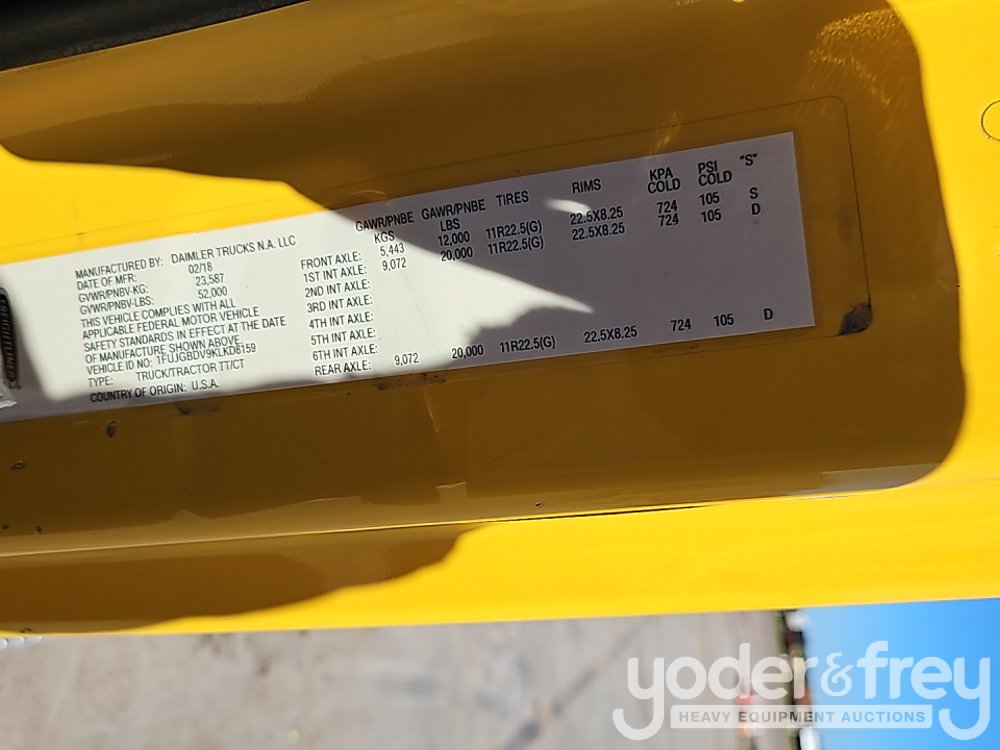 MANUFACTURED BY: DAIMLER TRUCKS N.A. LLC
DATE OF MFR: 02/18
GVWR/PNBV-KG: 23,587
GVWR/PNBV-LBS: 52,000
THIS VEHICLE COMPLIES WITH ALL
APPLICABLE FEDERAL MOTOR VEHICLE
SAFETY STANDARDS IN EFFECT AT THE DATE
OF MANUFACTURE SHOWN ABOVE
VEHICLE ID NO: 1FUJGBDV9KLKD8159
TYPE: TRUCK/TRACTOR TT/CT
COUNTRY OF ORIGIN: U.S.A.
GAWR/PNBE GAWR/PNBE TIRES RIMS KPA PSI "S"
KGS LBS COLD COLD
FRONT AXLE: 5,443 12,000 11R22.5(G) 22.5X8.25 724 105 S
1ST INT AXLE: 9,072 20,000 11R22.5(G) 22.5X8.25 724 105 D
2ND INT AXLE:
3RD INT AXLE:
4TH INT AXLE:
5TH INT AXLE:
6TH INT AXLE:
REAR AXLE: 9,072 20,000 11R22.5(G) 22.5X8.25 724 105 D
yoder&frey
HEAVY EQUIPMENT AUCTIONS